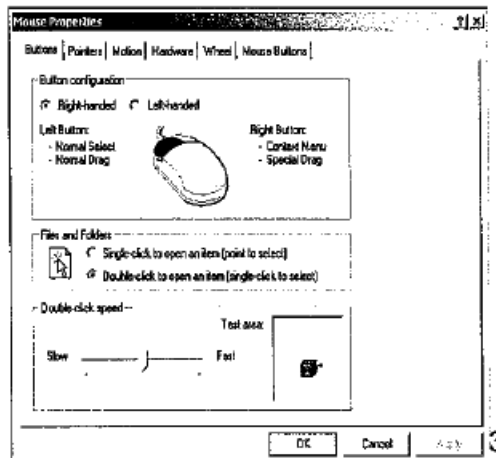 Mouse Properties
Buttons Pointers Motion Hardware Wheel Mouse Buttons
Button configuration
Right-handed Left-handed
Left Button: Right Button:
- Normal Select - Context Menu
- Normal Drag - Special Drag
Files and Folders
Single-click to open an item (point to select)
Double-click to open an item (single-click to select)
Double-click speed
Test area:
Slow Fast
OK Cancel Apply